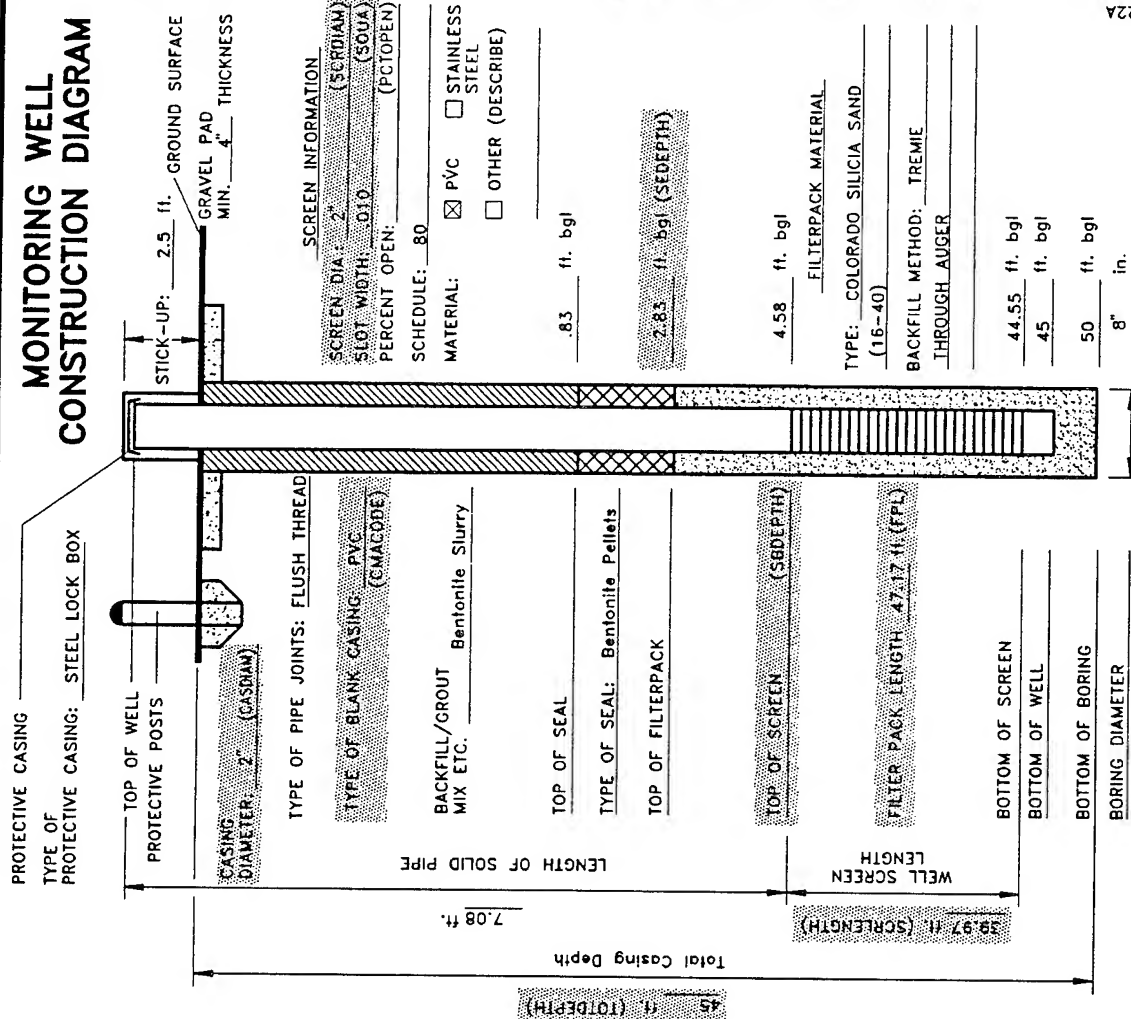 MONITORING WELL
CONSTRUCTION DIAGRAM
PROTECTIVE CASING
TYPE OF
PROTECTIVE CASING: STEEL LOCK BOX
TOP OF WELL
PROTECTIVE POSTS
STICK-UP: 2.5 ft.
GROUND SURFACE
GRAVEL PAD
MIN. 4" THICKNESS
CASING
DIAMETER: 2" (CASDIAM)
TYPE OF PIPE JOINTS: FLUSH THREAD
TYPE OF BLANK CASING: PVC
(CMACODE)
BACKFILL/GROUT
MIX ETC. Bentonite Slurry
SCREEN INFORMATION
SCREEN DIA: 2" (SCRDIAM)
SLOT WIDTH: .010 (SOUA)
PERCENT OPEN: (PCTOPEN)
SCHEDULE: 80
MATERIAL: ☒ PVC ☐ STAINLESS
STEEL
☐ OTHER (DESCRIBE)
TOP OF SEAL .83 ft. bgl
TYPE OF SEAL: Bentonite Pellets
TOP OF FILTERPACK 2.83 ft. bgl (SEDEPTH)
TOP OF SCREEN (SBDEPTH) 4.58 ft. bgl
FILTERPACK MATERIAL
TYPE: COLORADO SILICIA SAND
(16-40)
FILTER PACK LENGTH 47.17 ft.(FPL)
BACKFILL METHOD: TREMIE
THROUGH AUGER
BOTTOM OF SCREEN 44.55 ft. bgl
BOTTOM OF WELL 45 ft. bgl
BOTTOM OF BORING 50 ft. bgl
BORING DIAMETER 8" in.
LENGTH OF SOLID PIPE
7.08 ft.
WELL SCREEN
LENGTH
39.97 ft. (SCRLENGTH)
Total Casing Depth
45 ft. (TOTDEPTH)
22A